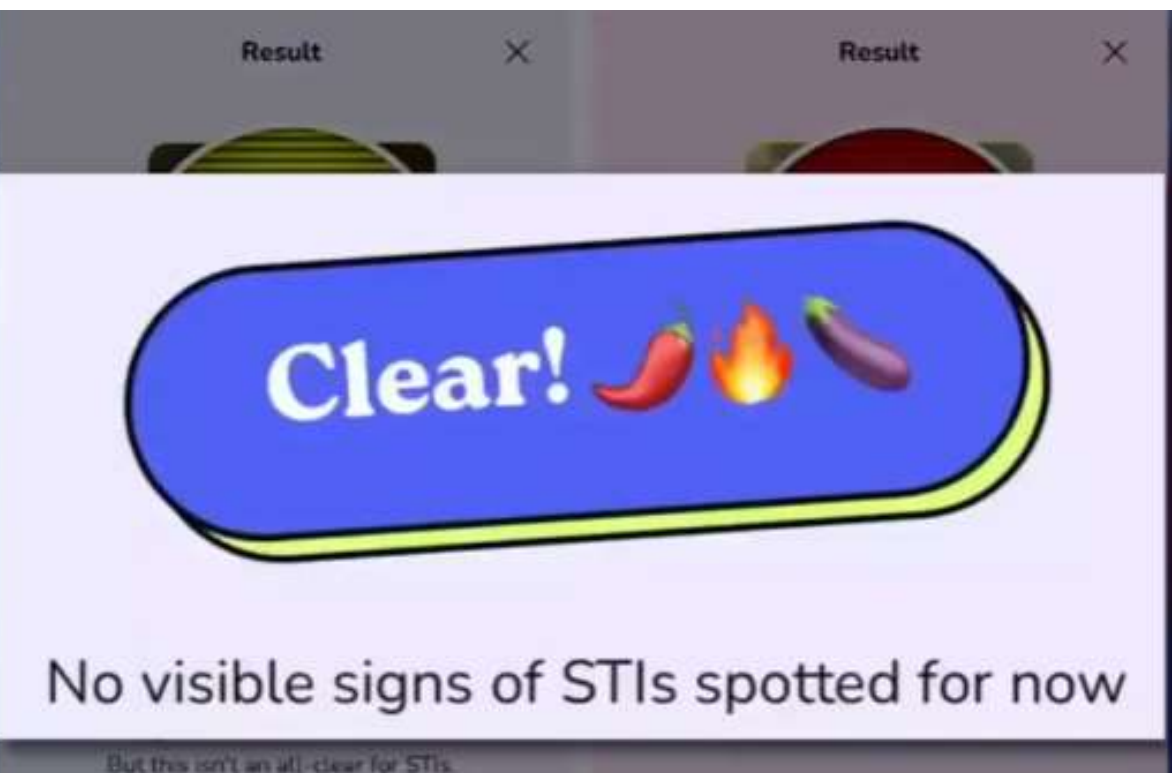 Result
Result
Clear! 🌶️🔥🍆
No visible signs of STIs spotted for now
But this isn't an all-clear for STIs.